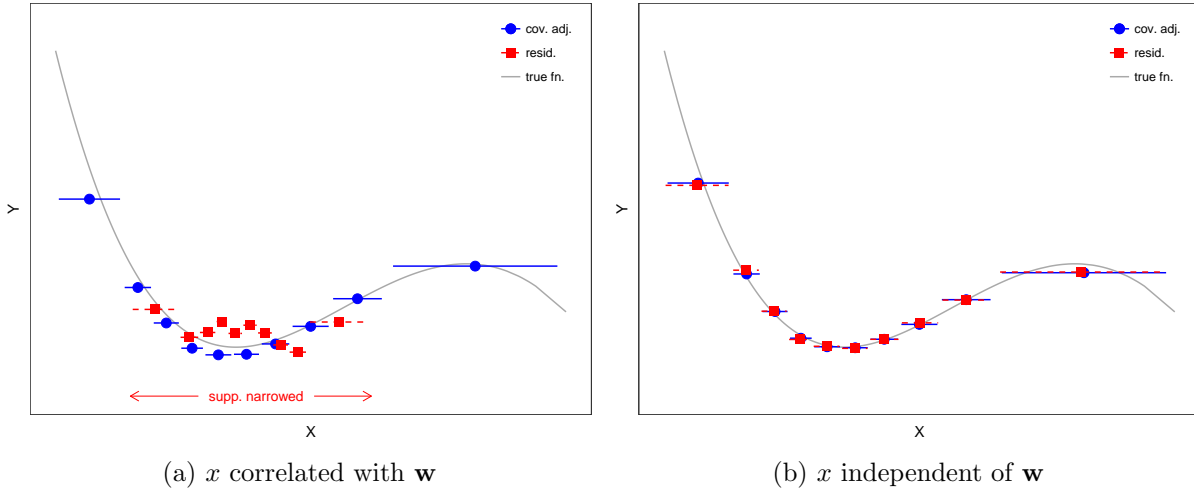 cov. adj.
resid.
true fn.
Y
supp. narrowed
X
(a) x correlated with w
cov. adj.
resid.
true fn.
Y
X
(b) x independent of w